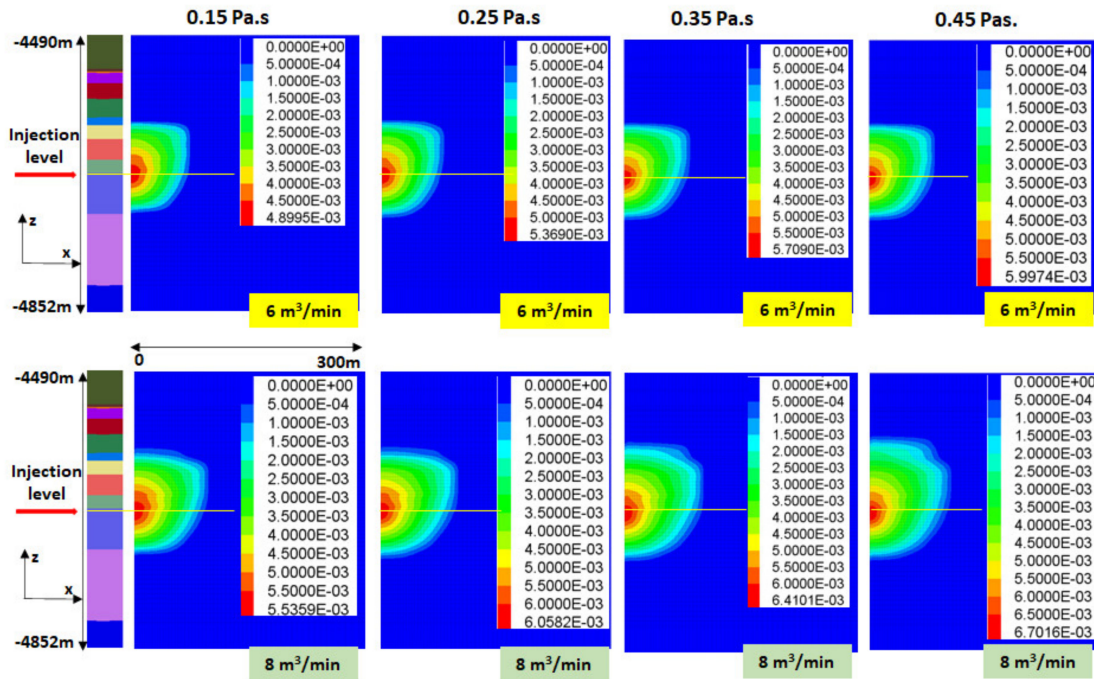 0.15 Pa.s
0.25 Pa.s
0.35 Pa.s
0.45 Pas.
-4490m
Injection
level
z
x
-4852m
0.0000E+00
5.0000E-04
1.0000E-03
1.5000E-03
2.0000E-03
2.5000E-03
3.0000E-03
3.5000E-03
4.0000E-03
4.5000E-03
4.8995E-03
6 m³/min
0.0000E+00
5.0000E-04
1.0000E-03
1.5000E-03
2.0000E-03
2.5000E-03
3.0000E-03
3.5000E-03
4.0000E-03
4.5000E-03
5.0000E-03
5.3690E-03
6 m³/min
0.0000E+00
5.0000E-04
1.0000E-03
1.5000E-03
2.0000E-03
2.5000E-03
3.0000E-03
3.5000E-03
4.0000E-03
4.5000E-03
5.0000E-03
5.5000E-03
5.7090E-03
6 m³/min
0.0000E+00
5.0000E-04
1.0000E-03
1.5000E-03
2.0000E-03
2.5000E-03
3.0000E-03
3.5000E-03
4.0000E-03
4.5000E-03
5.0000E-03
5.5000E-03
5.9974E-03
6 m³/min
0
300m
-4490m
Injection
level
z
x
-4852m
0.0000E+00
5.0000E-04
1.0000E-03
1.5000E-03
2.0000E-03
2.5000E-03
3.0000E-03
3.5000E-03
4.0000E-03
4.5000E-03
5.0000E-03
5.5000E-03
5.5359E-03
8 m³/min
0.0000E+00
5.0000E-04
1.0000E-03
1.5000E-03
2.0000E-03
2.5000E-03
3.0000E-03
3.5000E-03
4.0000E-03
4.5000E-03
5.0000E-03
5.5000E-03
6.0000E-03
6.0582E-03
8 m³/min
0.0000E+00
5.0000E-04
1.0000E-03
1.5000E-03
2.0000E-03
2.5000E-03
3.0000E-03
3.5000E-03
4.0000E-03
4.5000E-03
5.0000E-03
5.5000E-03
6.0000E-03
6.4101E-03
8 m³/min
0.0000E+00
5.0000E-04
1.0000E-03
1.5000E-03
2.0000E-03
2.5000E-03
3.0000E-03
3.5000E-03
4.0000E-03
4.5000E-03
5.0000E-03
5.5000E-03
6.0000E-03
6.5000E-03
6.7016E-03
8 m³/min